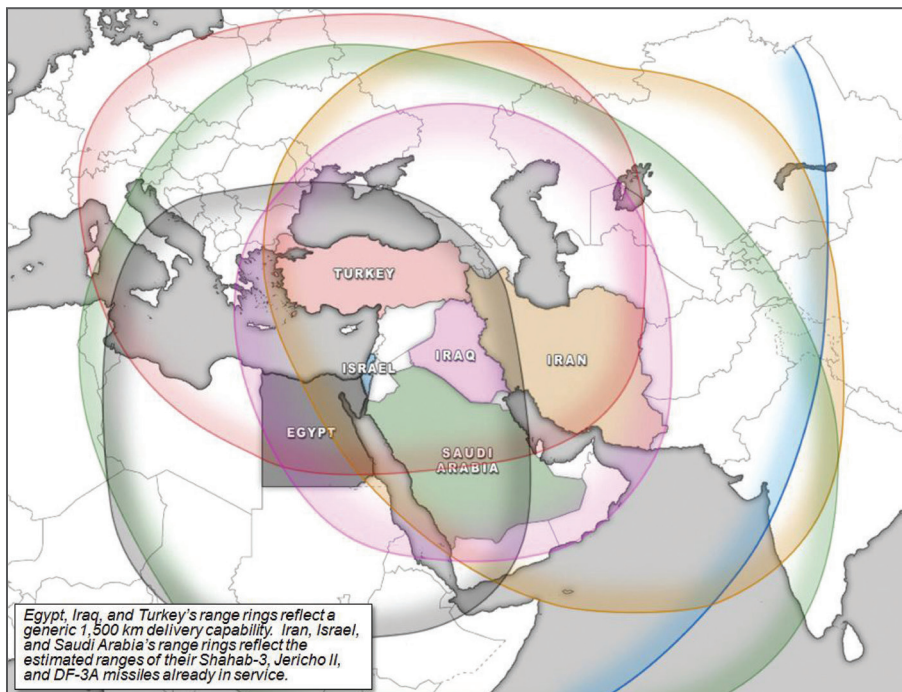 TURKEY
ISRAEL
IRAQ
IRAN
EGYPT
SAUDI
ARABIA
Egypt, Iraq, and Turkey's range rings reflect a
generic 1,500 km delivery capability.  Iran, Israel,
and Saudi Arabia's range rings reflect the
estimated ranges of their Shahab-3, Jericho II,
and DF-3A missiles already in service.